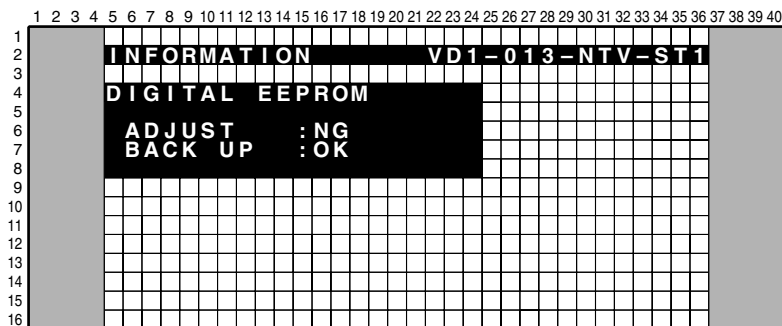 1 2 3 4 5 6 7 8 9 10 11 12 13 14 15 16 17 18 19 20 21 22 23 24 25 26 27 28 29 30 31 32 33 34 35 36 37 38 39 40
1
2 INFORMATION VD1-013-NTV-ST1
3
4 DIGITAL EEPROM
5
6 ADJUST :NG
7 BACK UP :OK
8
9
10
11
12
13
14
15
16